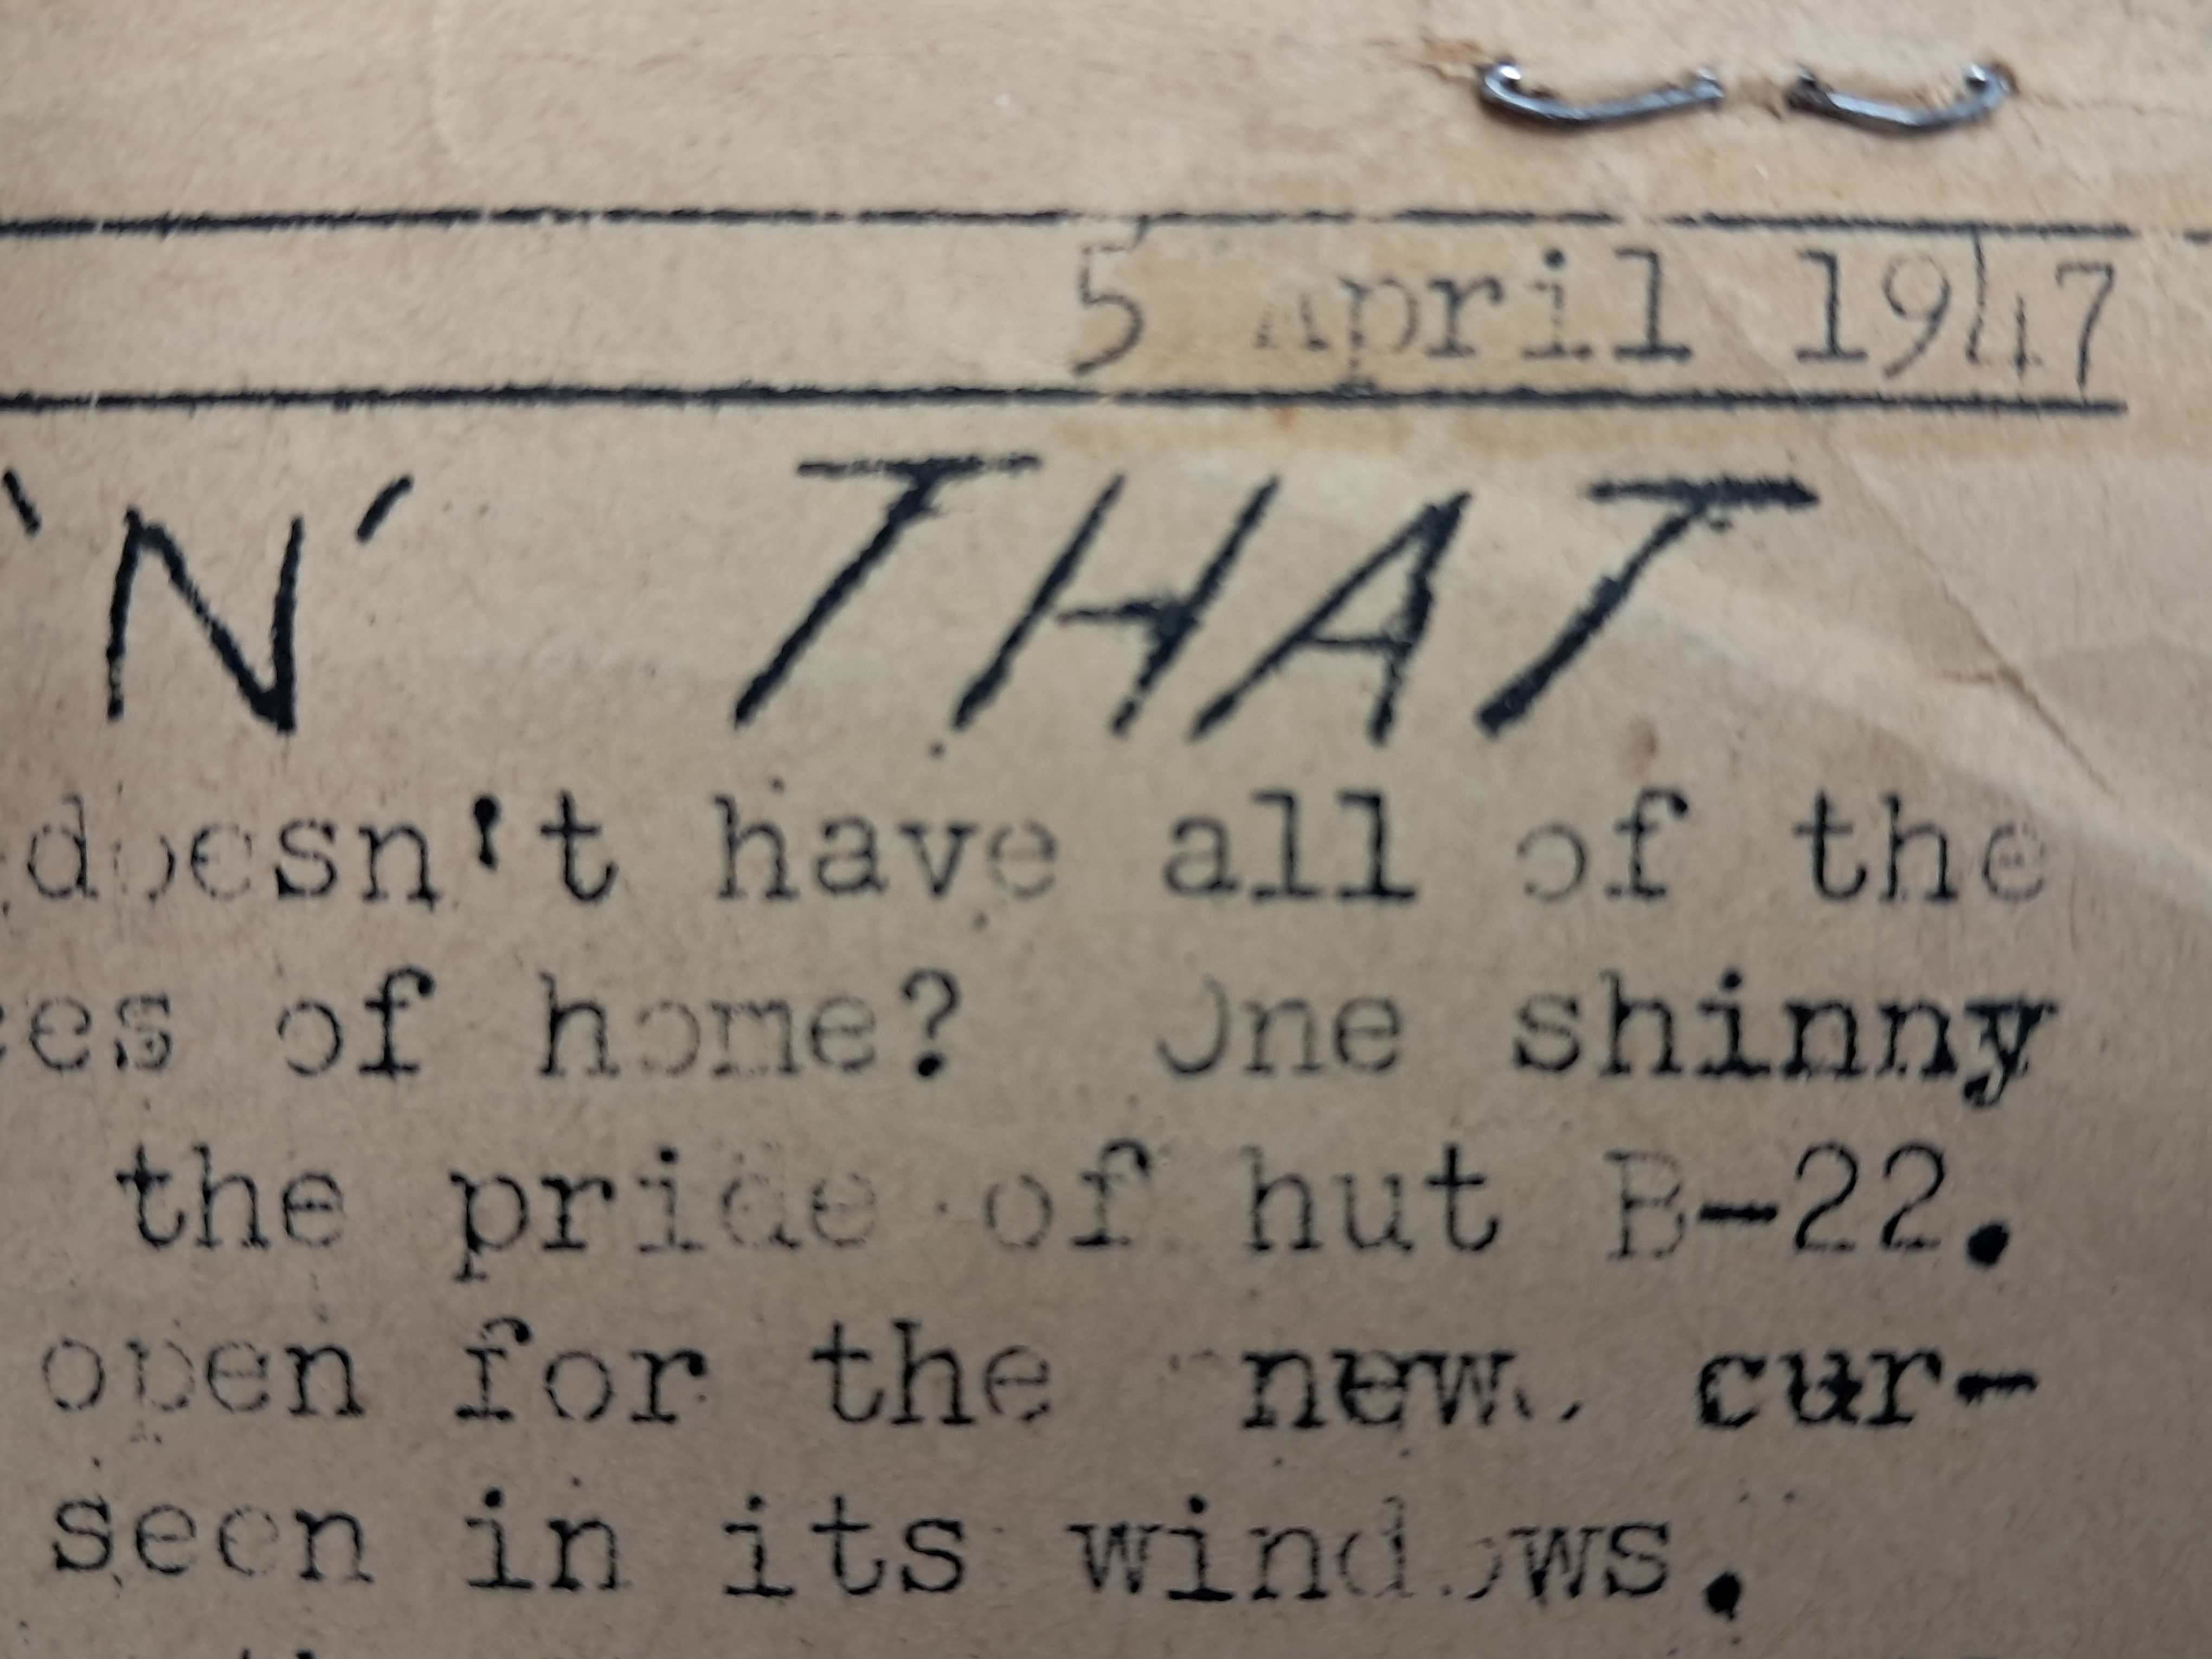 5 April 1947
'N' THAT
doesn't have all of the
of home? One shinny
the pride of hut B-22.
open for the new cur-
seen in its windows.